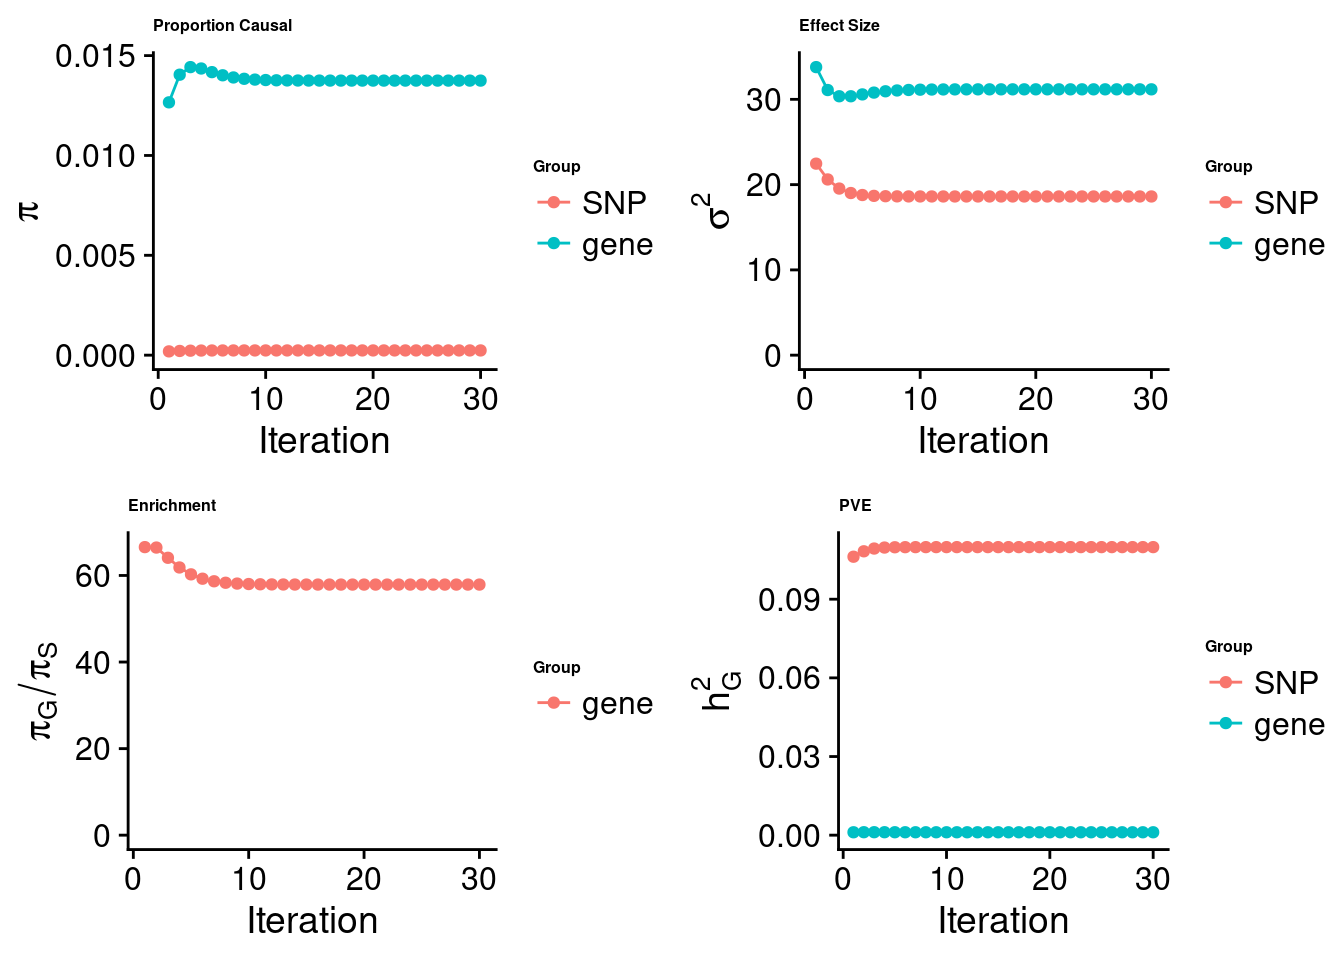 Proportion Causal
0.015
0.010
0.005
0.000
π
0 10 20 30
Iteration
Group
SNP
gene
Effect Size
30
20
10
0
σ²
0 10 20 30
Iteration
Group
SNP
gene
Enrichment
60
40
20
0
π_G/π_S
0 10 20 30
Iteration
Group
gene
PVE
0.09
0.06
0.03
0.00
h²_G
0 10 20 30
Iteration
Group
SNP
gene